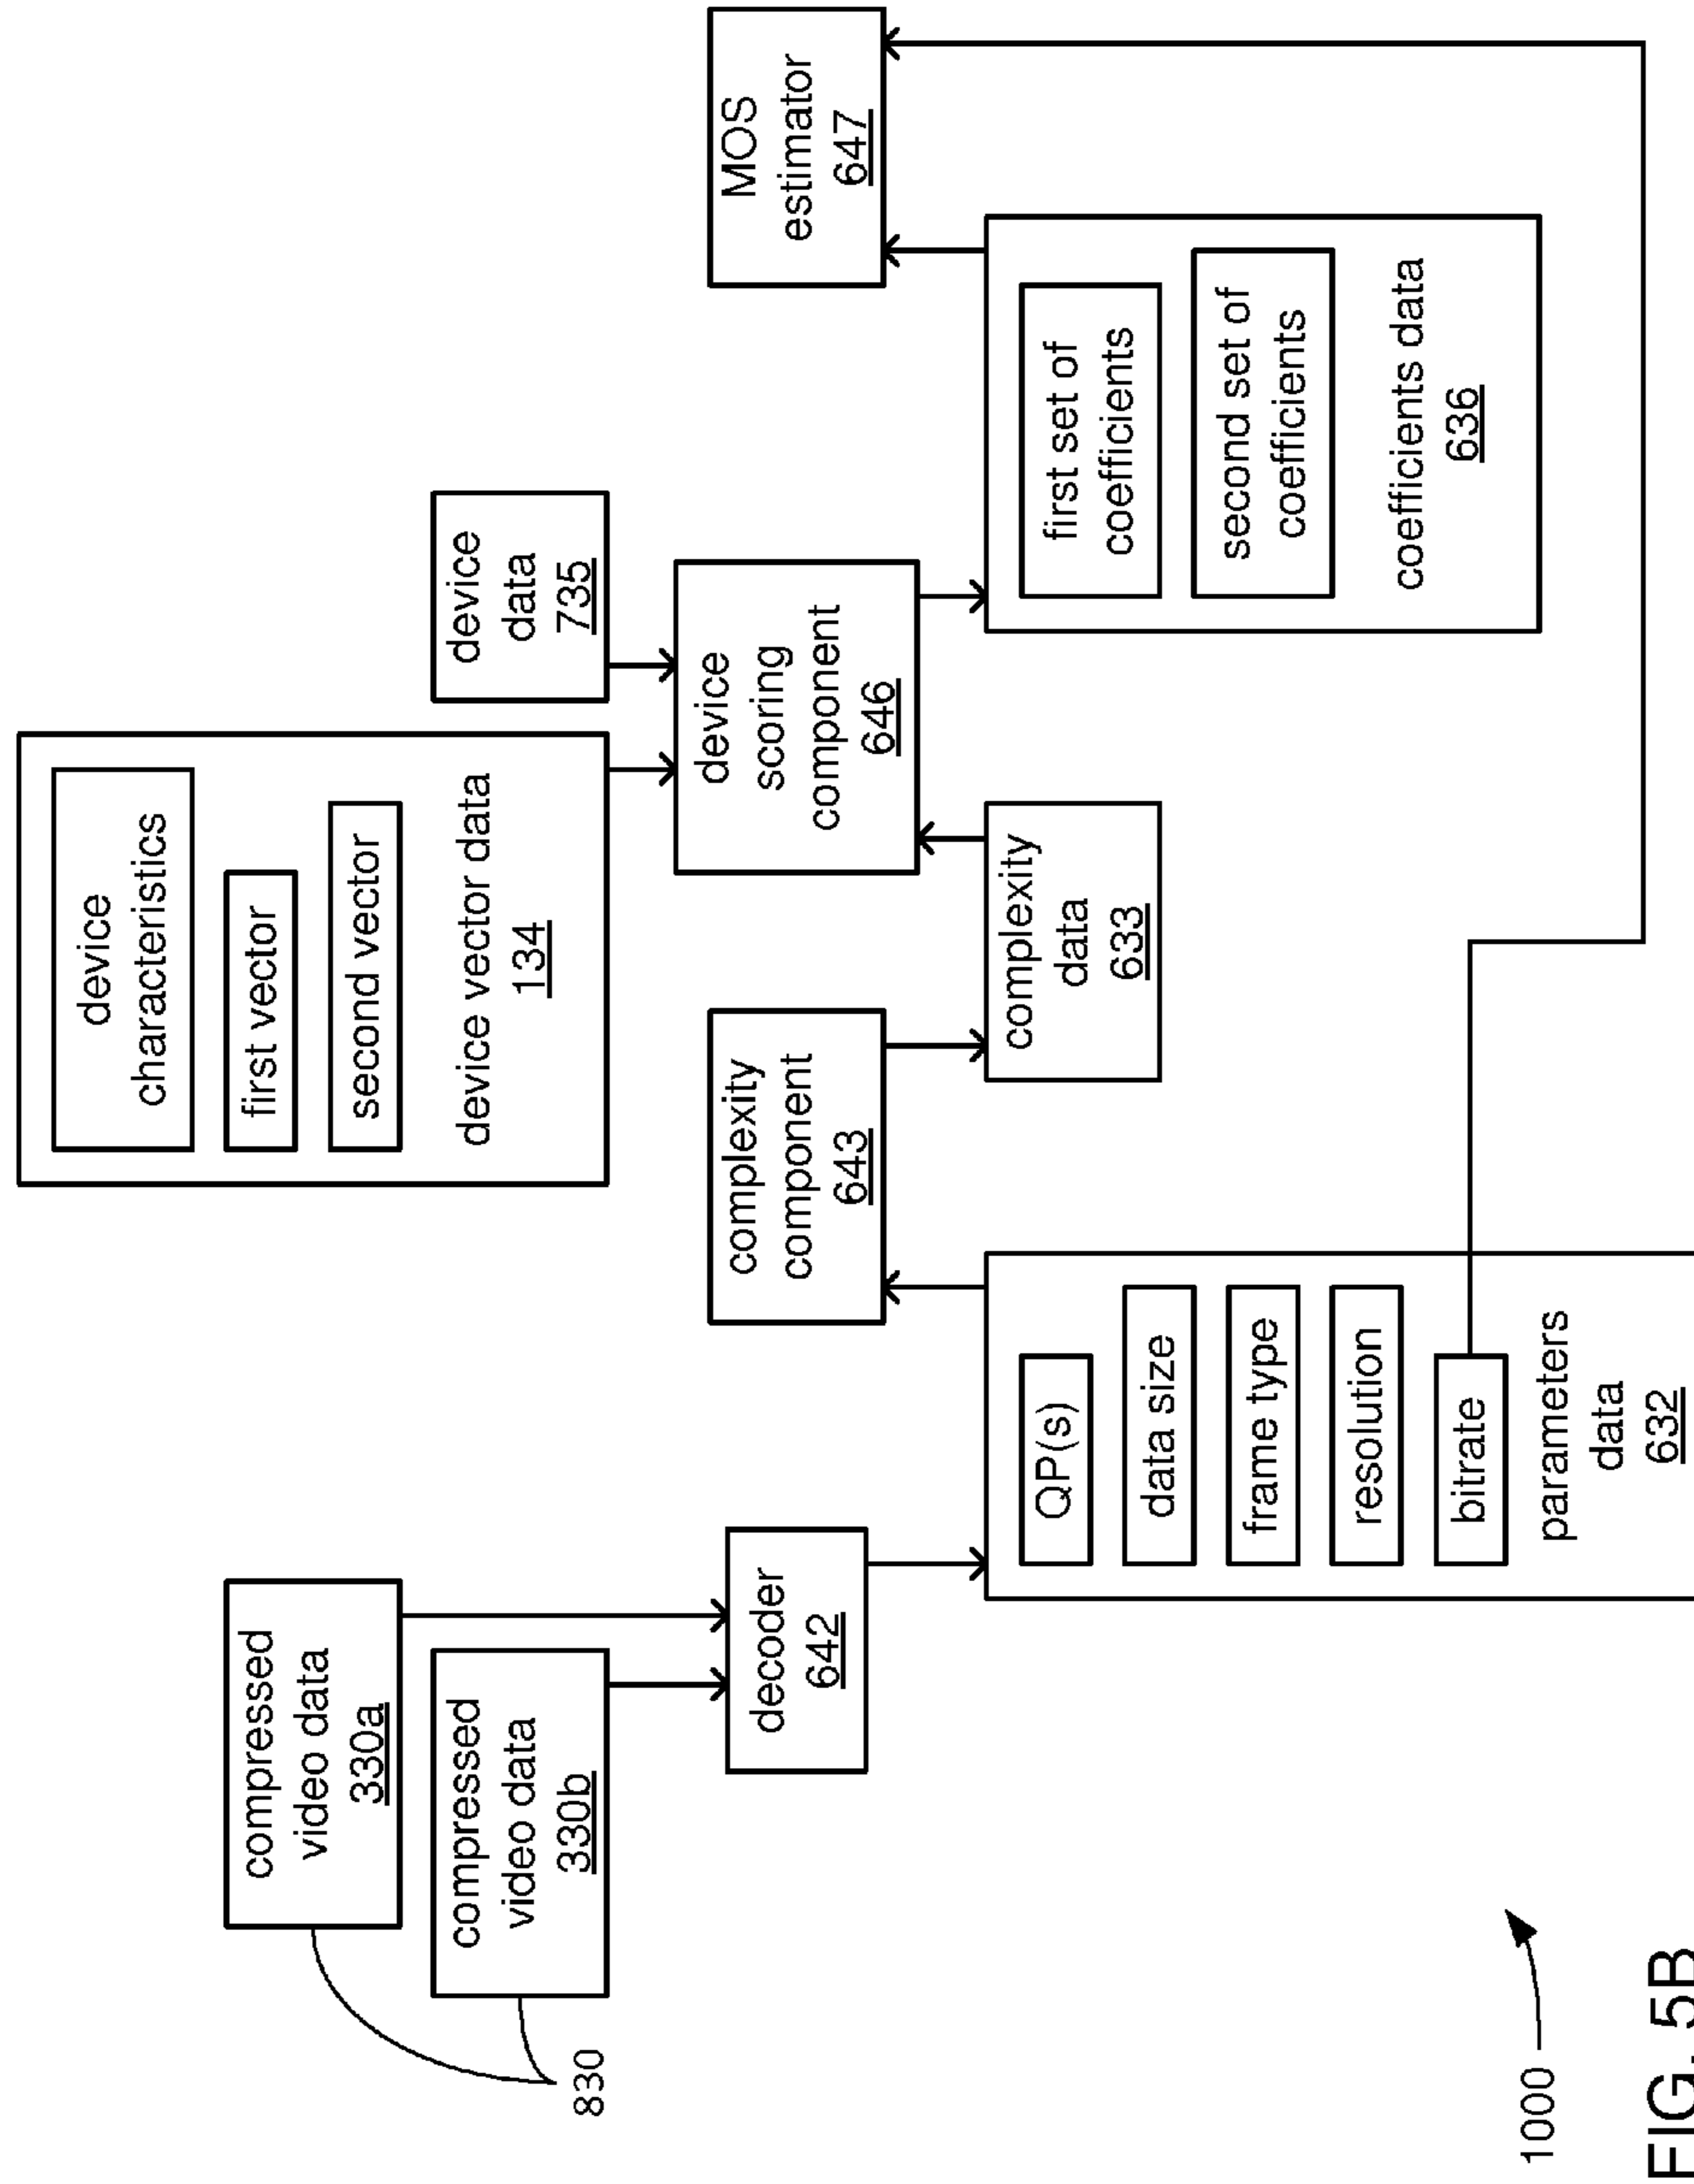 compressed
video data
330a
compressed
video data
330b
830
decoder
642
QP(s)
data size
frame type
resolution
bitrate
parameters
data
632
device
characteristics
first vector
second vector
device vector data
134
complexity
component
643
complexity
data
633
device
data
735
device
scoring
component
646
first set of
coefficients
second set of
coefficients
coefficients data
636
MOS
estimator
647
1000
FIG. 5B